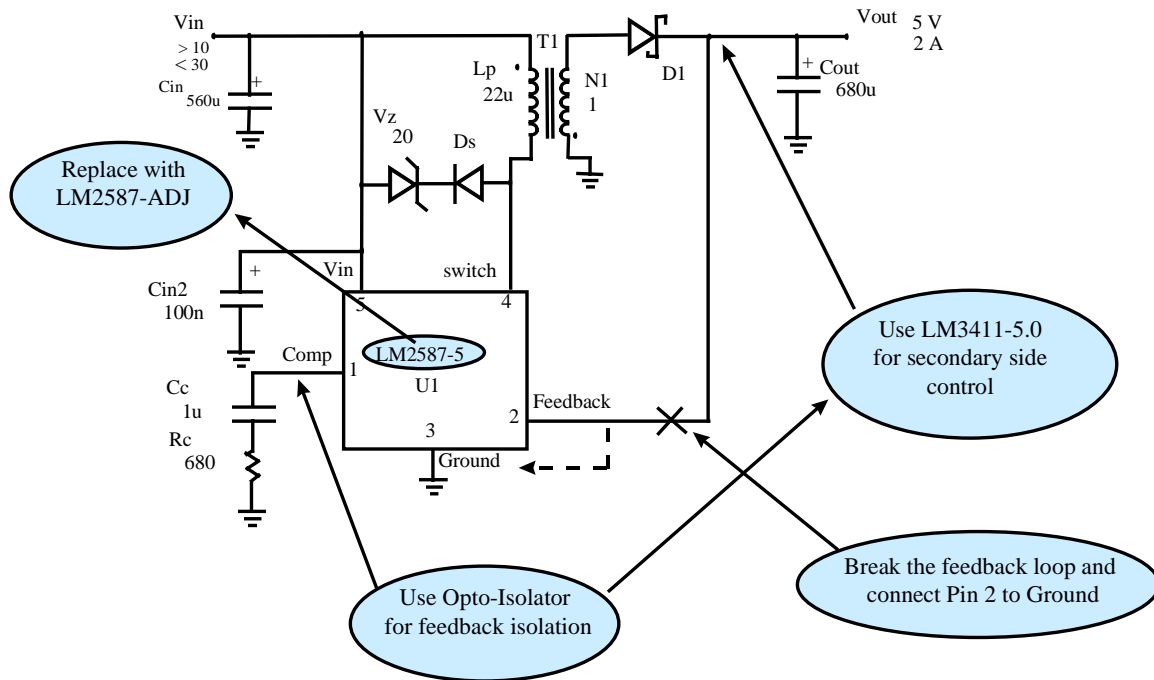 Vin
> 10
< 30
Cin
560u
+
T1
Lp
22u
N1
1
D1
Vout
5 V
2 A
+
Cout
680u
Vz
20
Ds
Replace with
LM2587-ADJ
Vin
switch
+
Cin2
100n
5
4
LM2587-5
U1
Comp
1
2
Feedback
3
Ground
Cc
1u
Rc
680
Use LM3411-5.0
for secondary side
control
Use Opto-Isolator
for feedback isolation
Break the feedback loop and
connect Pin 2 to Ground